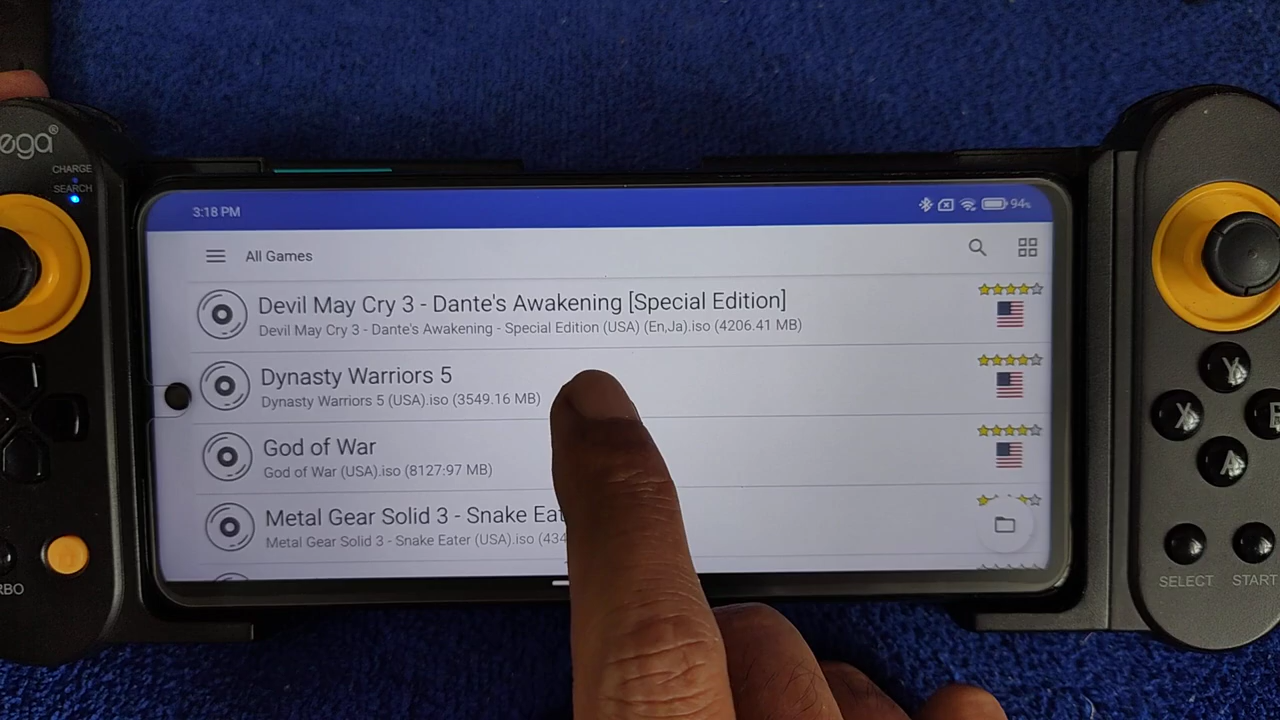 ega®
CHARGE
SEARCH
3:18 PM
94%
All Games
Devil May Cry 3 - Dante's Awakening [Special Edition]
Devil May Cry 3 - Dante's Awakening - Special Edition (USA) (En,Ja).iso (4206.41 MB)
Dynasty Warriors 5
Dynasty Warriors 5 (USA).iso (3549.16 MB)
God of War
God of War (USA).iso (8127.97 MB)
Metal Gear Solid 3 - Snake Eat
Metal Gear Solid 3 - Snake Eater (USA).iso (434
Y
X
A
RBO
SELECT
START